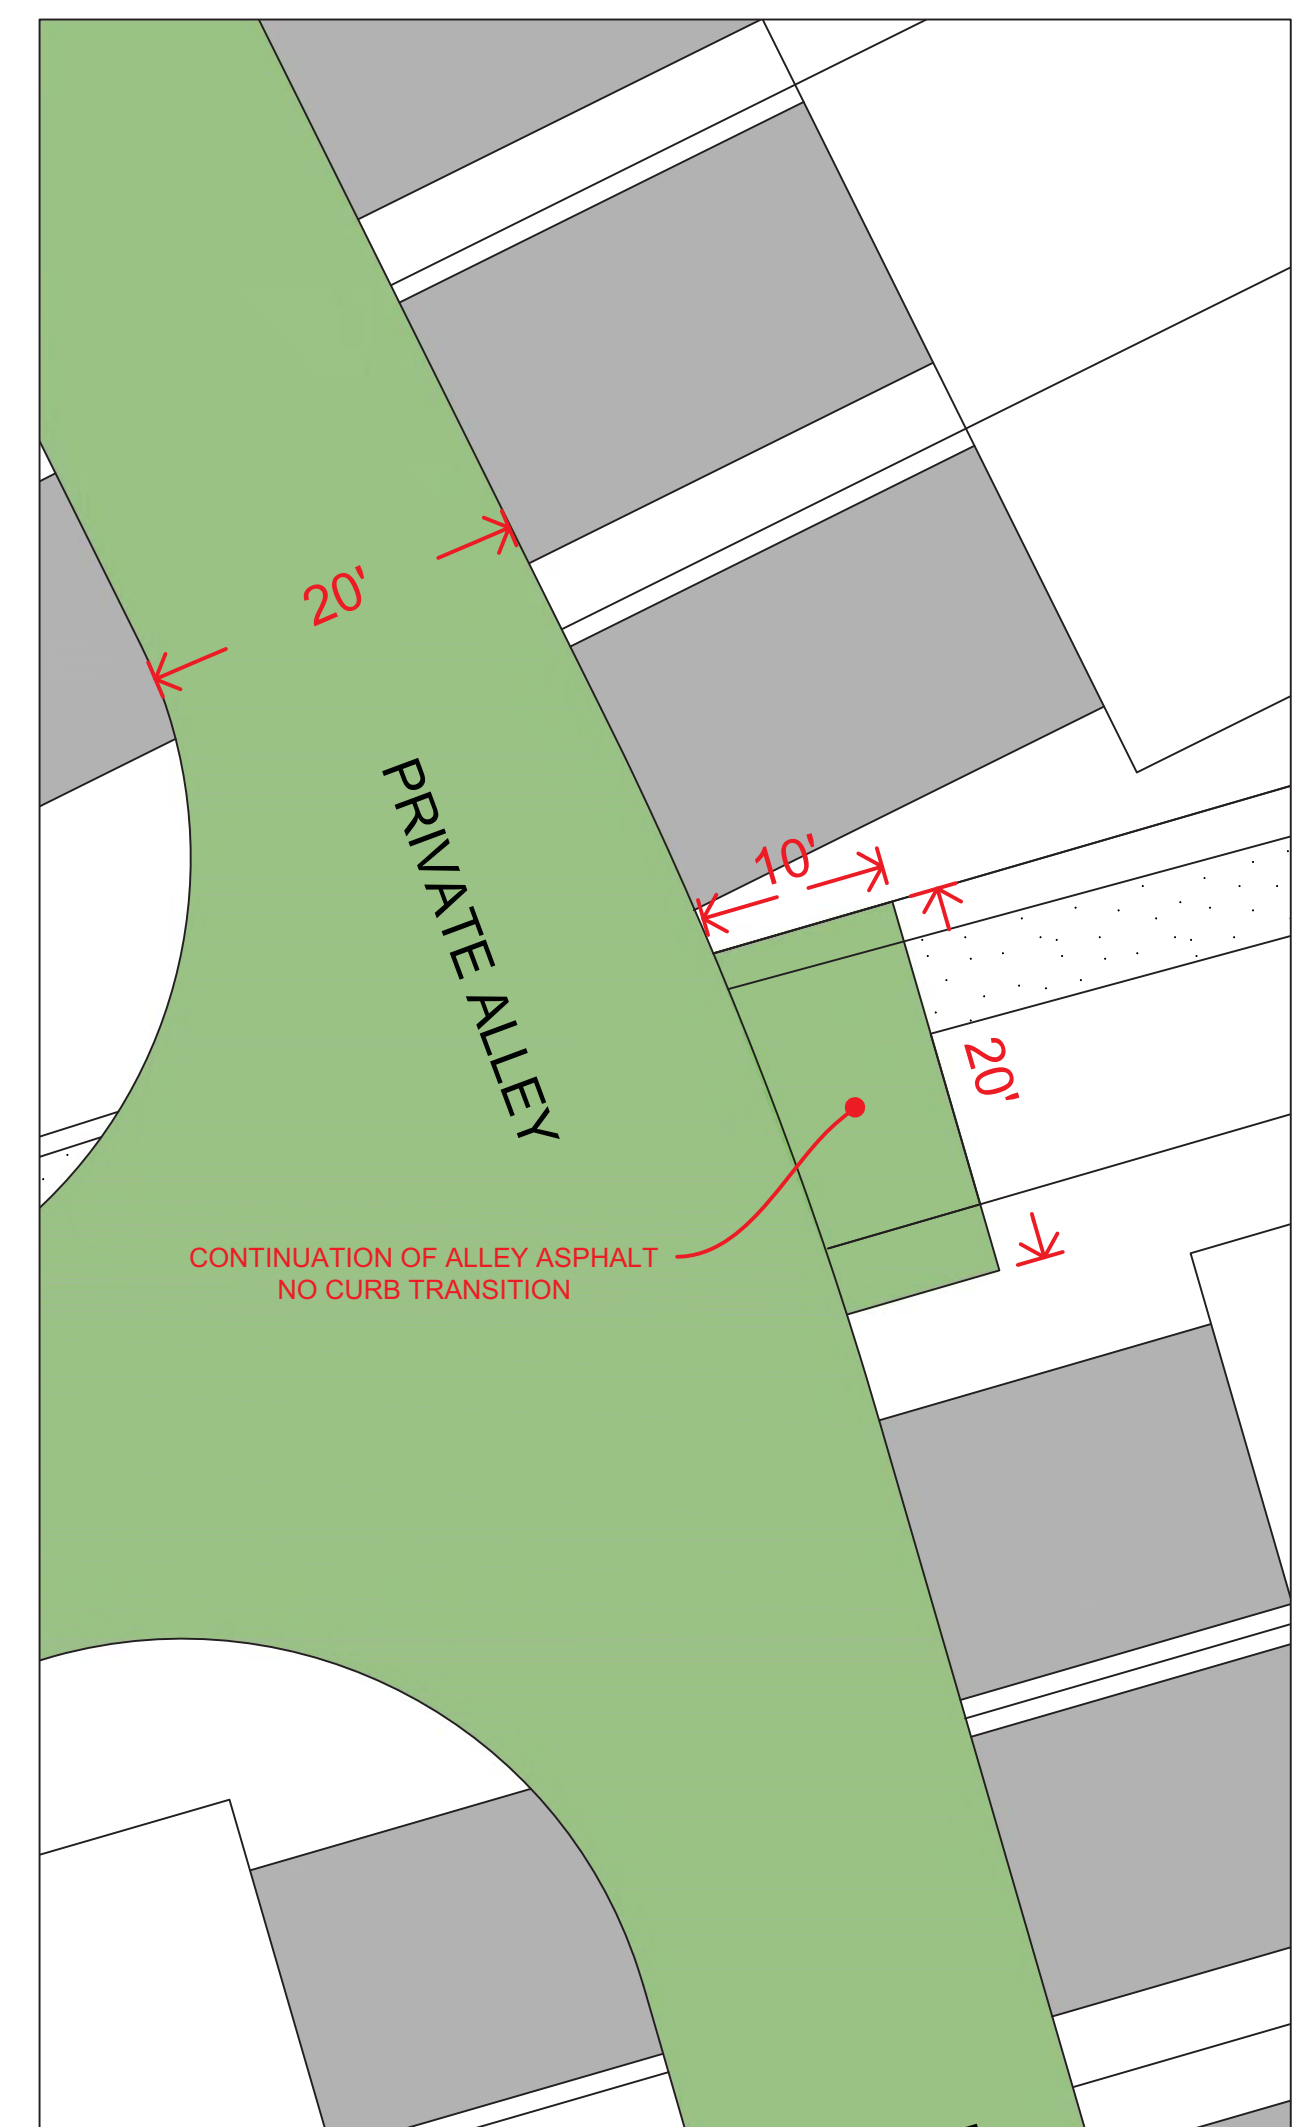 20'
PRIVATE ALLEY
10'
20'
CONTINUATION OF ALLEY ASPHALT
NO CURB TRANSITION